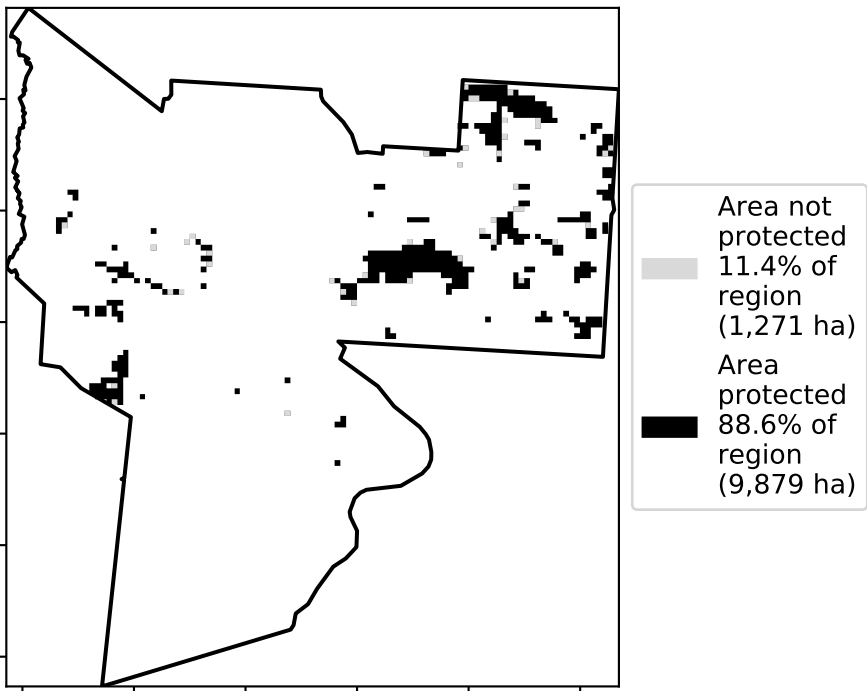 Area not
protected
11.4% of
region
(1,271 ha)
Area
protected
88.6% of
region
(9,879 ha)